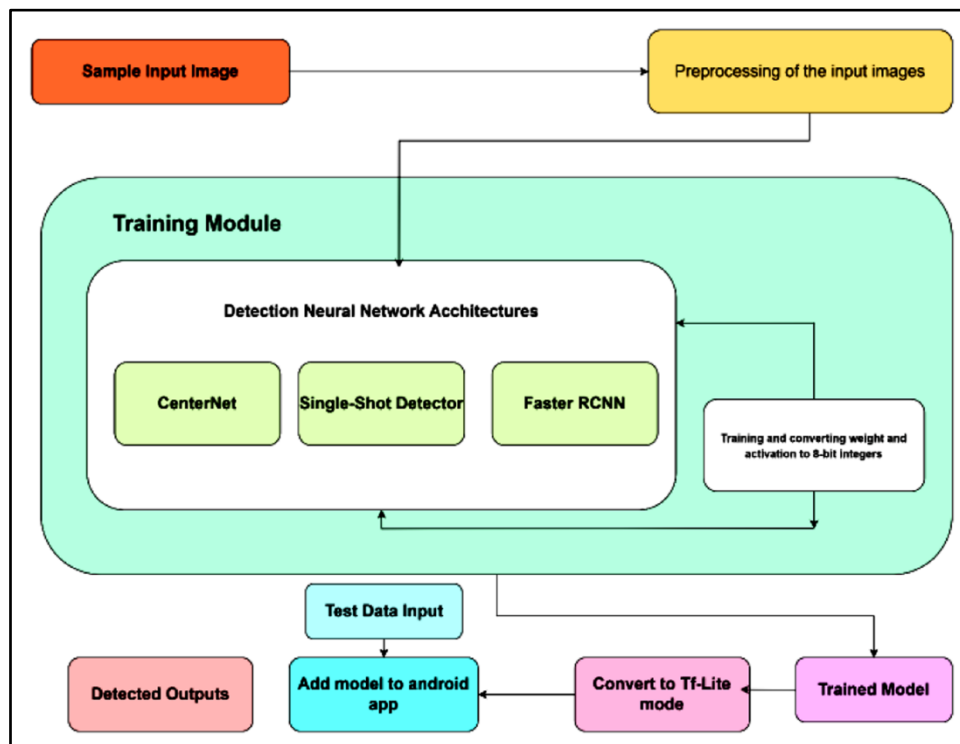 Sample Input Image
Preprocessing of the input images
Training Module
Detection Neural Network Acchitectures
CenterNet
Single-Shot Detector
Faster RCNN
Training and converting weight and
activation to 8-bit integers
Test Data Input
Detected Outputs
Add model to android
app
Convert to Tf-Lite
mode
Trained Model